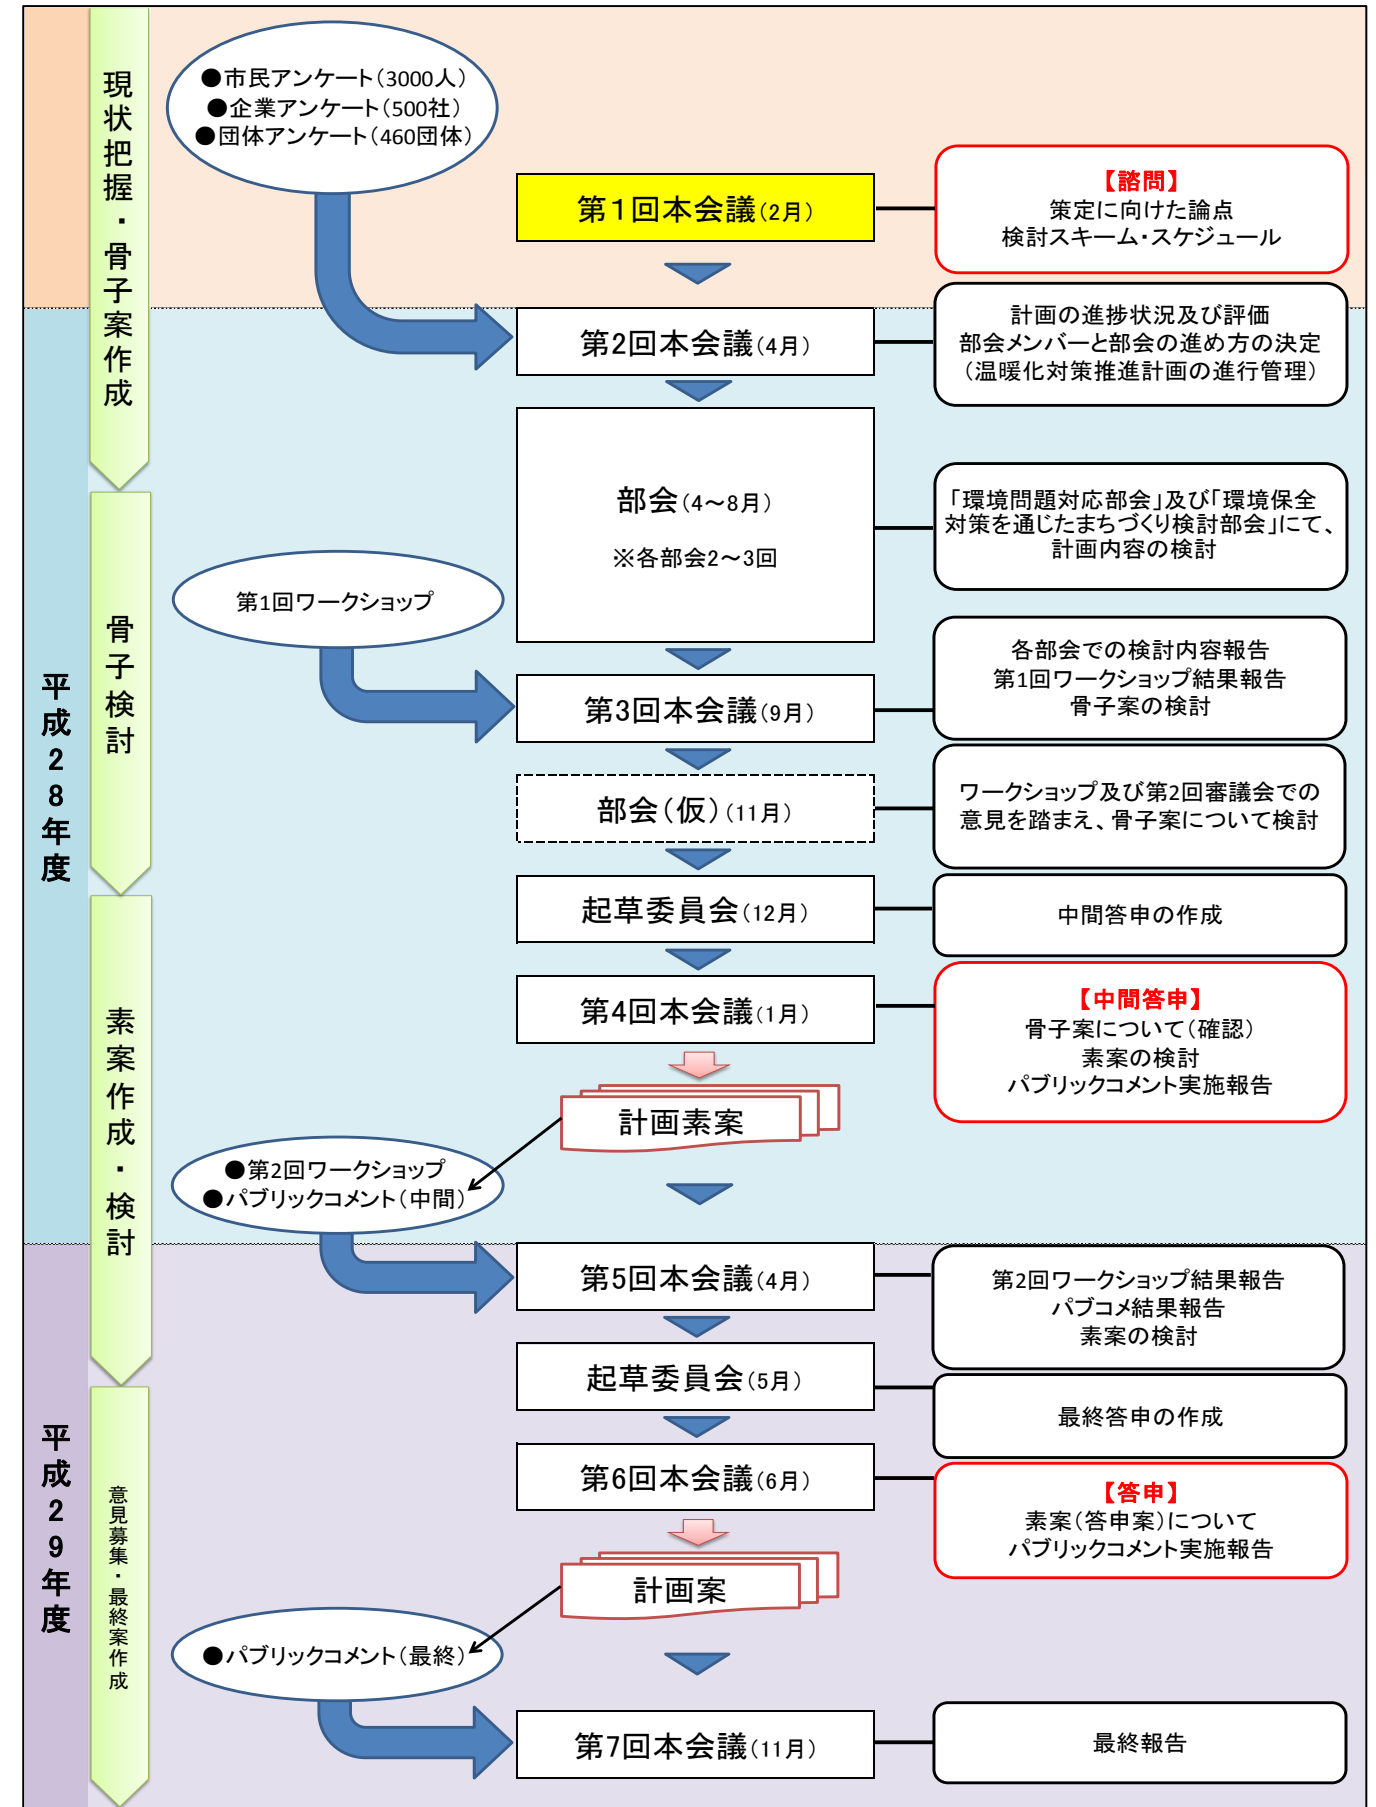 現状把握・骨子案作成
●市民アンケート(3000人)
●企業アンケート(500社)
●団体アンケート(460団体)
第1回本会議(2月)
【諮問】
策定に向けた論点
検討スキーム・スケジュール
平成28年度
第2回本会議(4月)
計画の進捗状況及び評価
部会メンバーと部会の進め方の決定
(温暖化対策推進計画の進行管理)
骨子検討
部会(4～8月)
※各部会2～3回
「環境問題対応部会」及び「環境保全
対策を通じたまちづくり検討部会」にて、
計画内容の検討
第1回ワークショップ
第3回本会議(9月)
各部会での検討内容報告
第1回ワークショップ結果報告
骨子案の検討
部会(仮)(11月)
ワークショップ及び第2回審議会での
意見を踏まえ、骨子案について検討
素案作成・検討
起草委員会(12月)
中間答申の作成
第4回本会議(1月)
【中間答申】
骨子案について(確認)
素案の検討
パブリックコメント実施報告
計画素案
●第2回ワークショップ
●パブリックコメント(中間)
平成29年度
第5回本会議(4月)
第2回ワークショップ結果報告
パブコメ結果報告
素案の検討
意見募集・最終案作成
起草委員会(5月)
最終答申の作成
第6回本会議(6月)
【答申】
素案(答申案)について
パブリックコメント実施報告
計画案
●パブリックコメント(最終)
第7回本会議(11月)
最終報告